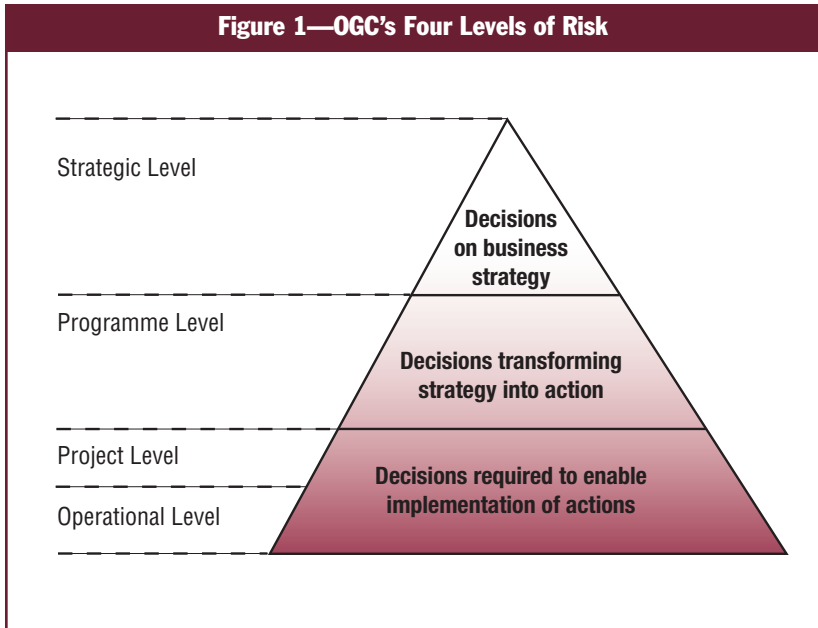 Figure 1—OGC's Four Levels of Risk
Strategic Level
Decisions
on business
strategy
Programme Level
Decisions transforming
strategy into action
Project Level
Decisions required to enable
implementation of actions
Operational Level